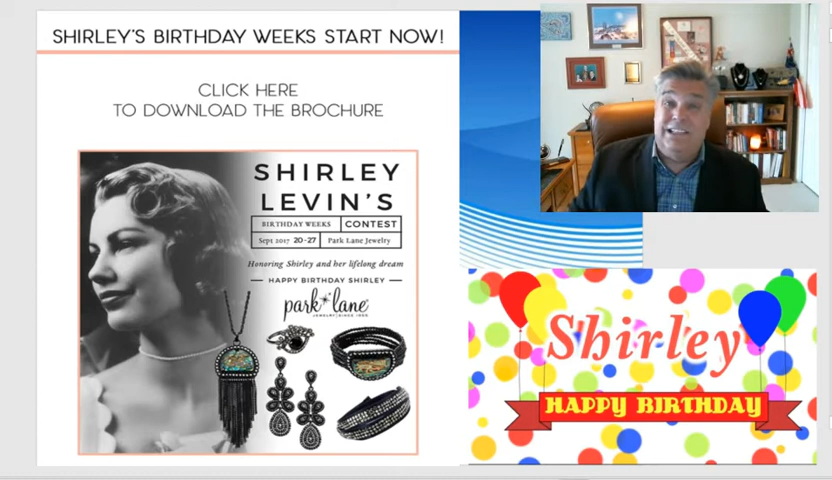 SHIRLEY'S BIRTHDAY WEEKS START NOW!
CLICK HERE
TO DOWNLOAD THE BROCHURE
SHIRLEY
LEVIN'S
BIRTHDAY WEEKS CONTEST
Sept 2017 20-27 Park Lane Jewelry
Honoring Shirley and her lifelong dream
HAPPY BIRTHDAY SHIRLEY
park lane
Shirley
HAPPY BIRTHDAY